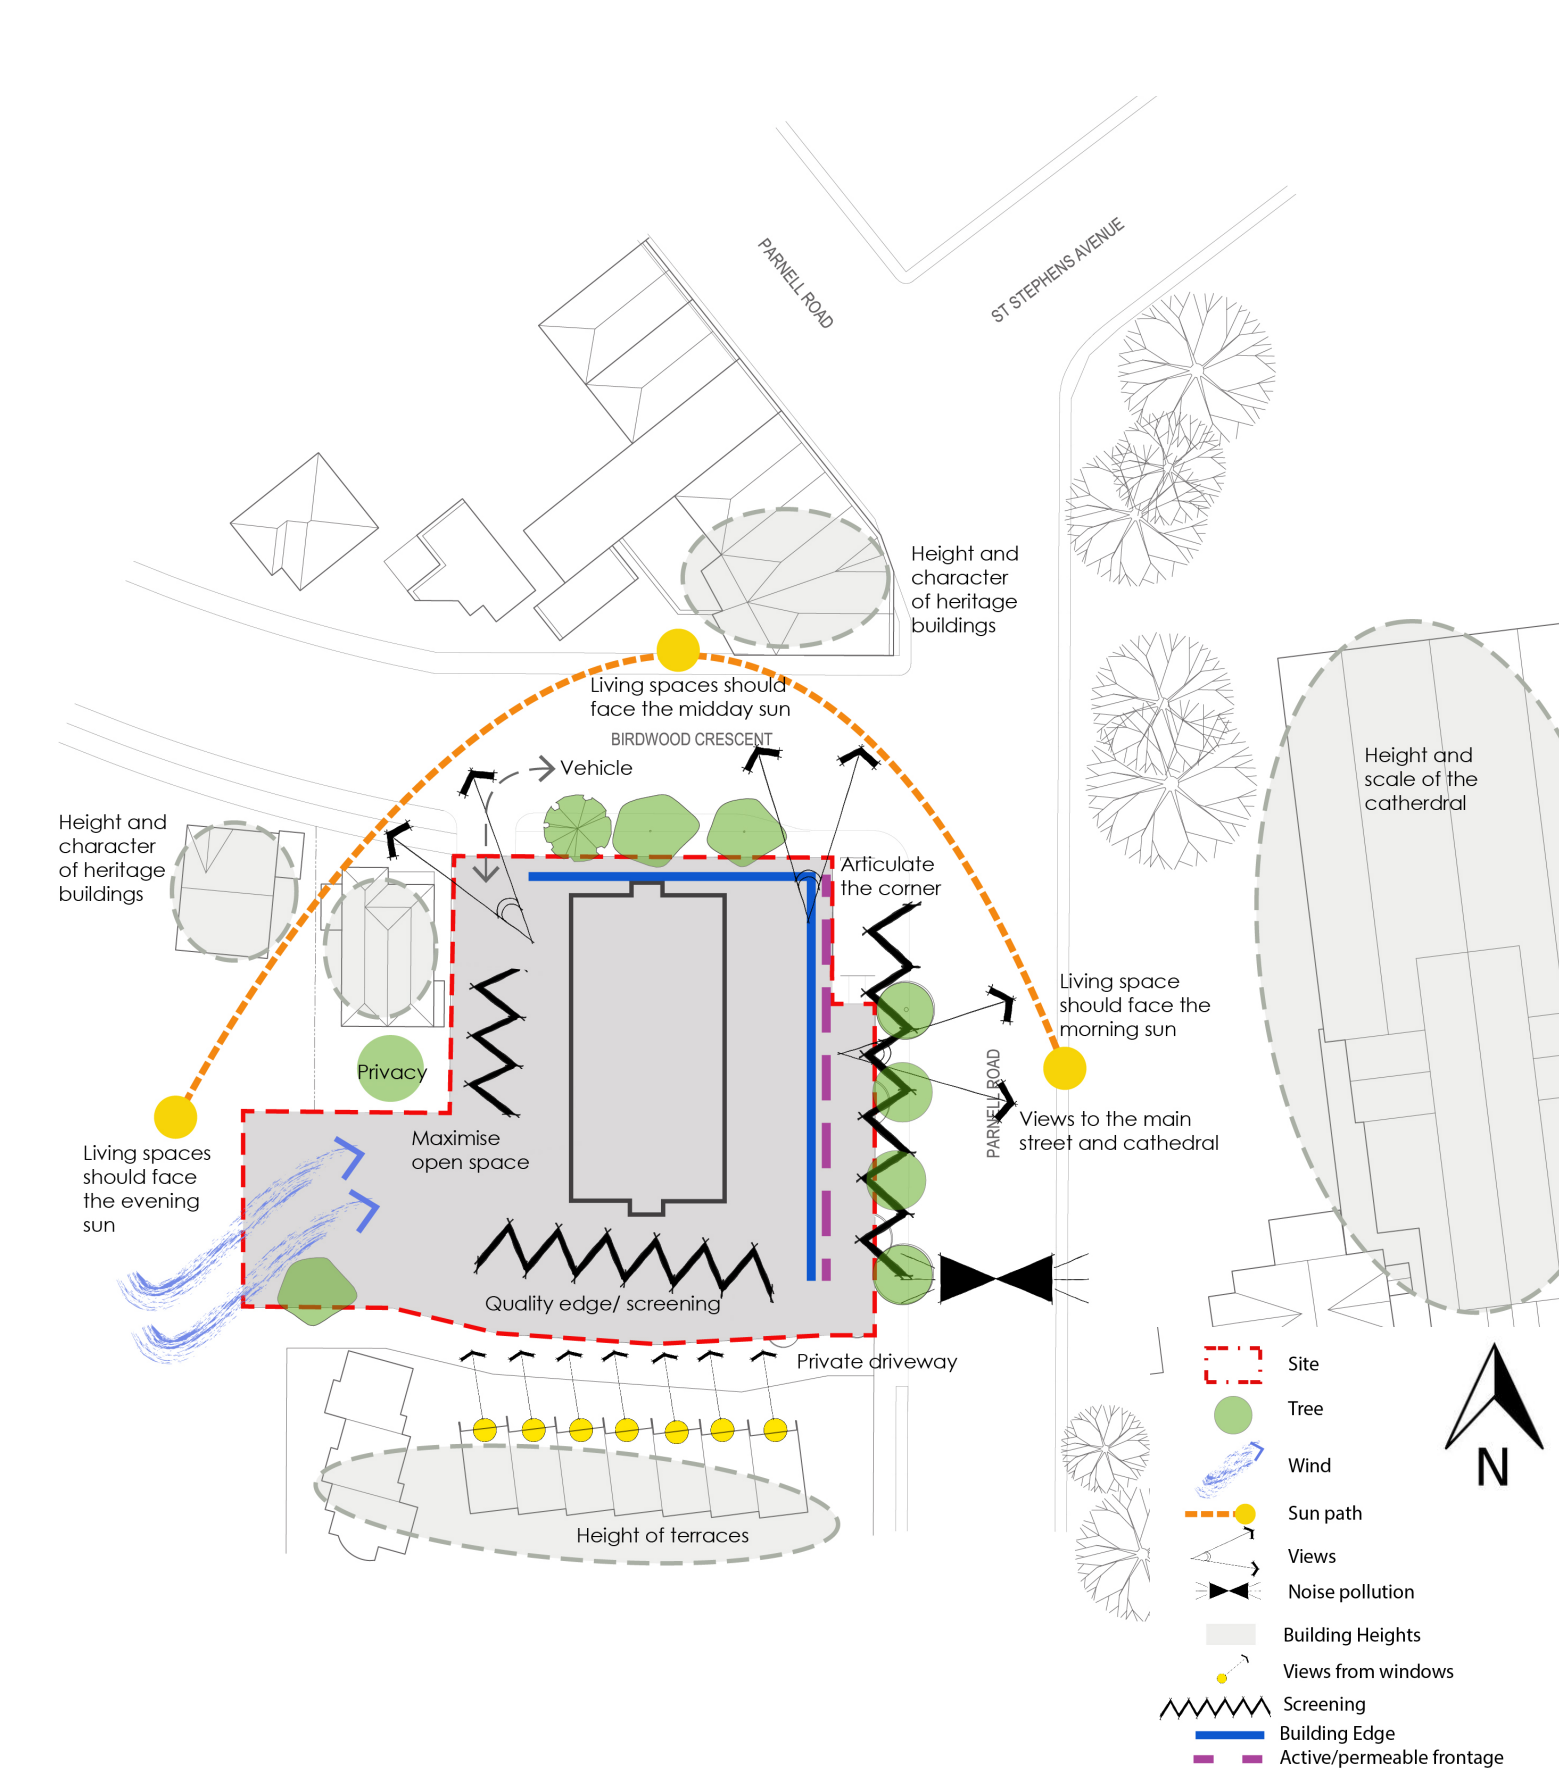 PARNELL ROAD
ST STEPHENS AVENUE
Height and
character
of heritage
buildings
Living spaces should
face the midday sun
BIRDWOOD CRESCENT
Vehicle
Height and
scale of the
catherdral
Height and
character
of heritage
buildings
Articulate
the corner
Living space
should face the
morning sun
PARNELL ROAD
Privacy
Views to the main
street and cathedral
Maximise
open space
Living spaces
should face
the evening
sun
Quality edge/ screening
Private driveway
Height of terraces
Site
Tree
Wind
Sun path
Views
Noise pollution
Building Heights
Views from windows
Screening
Building Edge
Active/permeable frontage
N